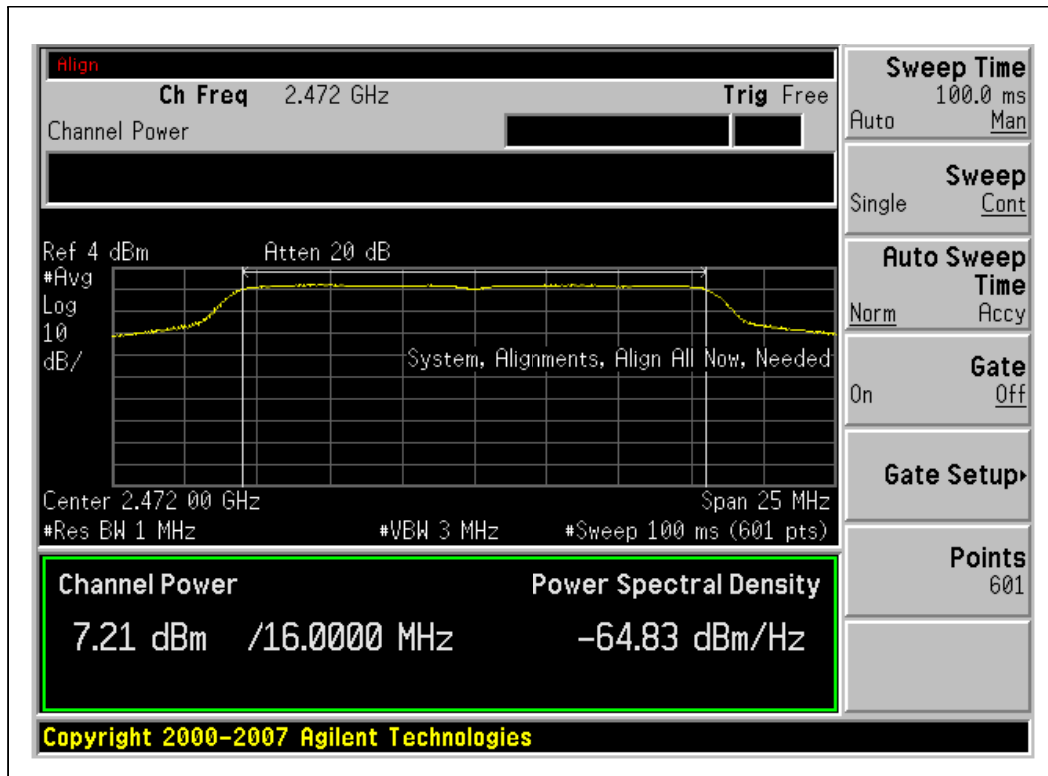 Align
Ch Freq 2.472 GHz Trig Free
Channel Power
Ref 4 dBm Atten 20 dB
#Avg
Log
10
dB/
System, Alignments, Align All Now, Needed
Center 2.472 00 GHz Span 25 MHz
#Res BW 1 MHz #VBW 3 MHz #Sweep 100 ms (601 pts)
Channel Power Power Spectral Density
7.21 dBm /16.0000 MHz -64.83 dBm/Hz
Copyright 2000-2007 Agilent Technologies
Sweep Time
100.0 ms
Auto Man
Sweep
Single Cont
Auto Sweep
Time
Norm Accy
Gate
On Off
Gate Setup
Points
601